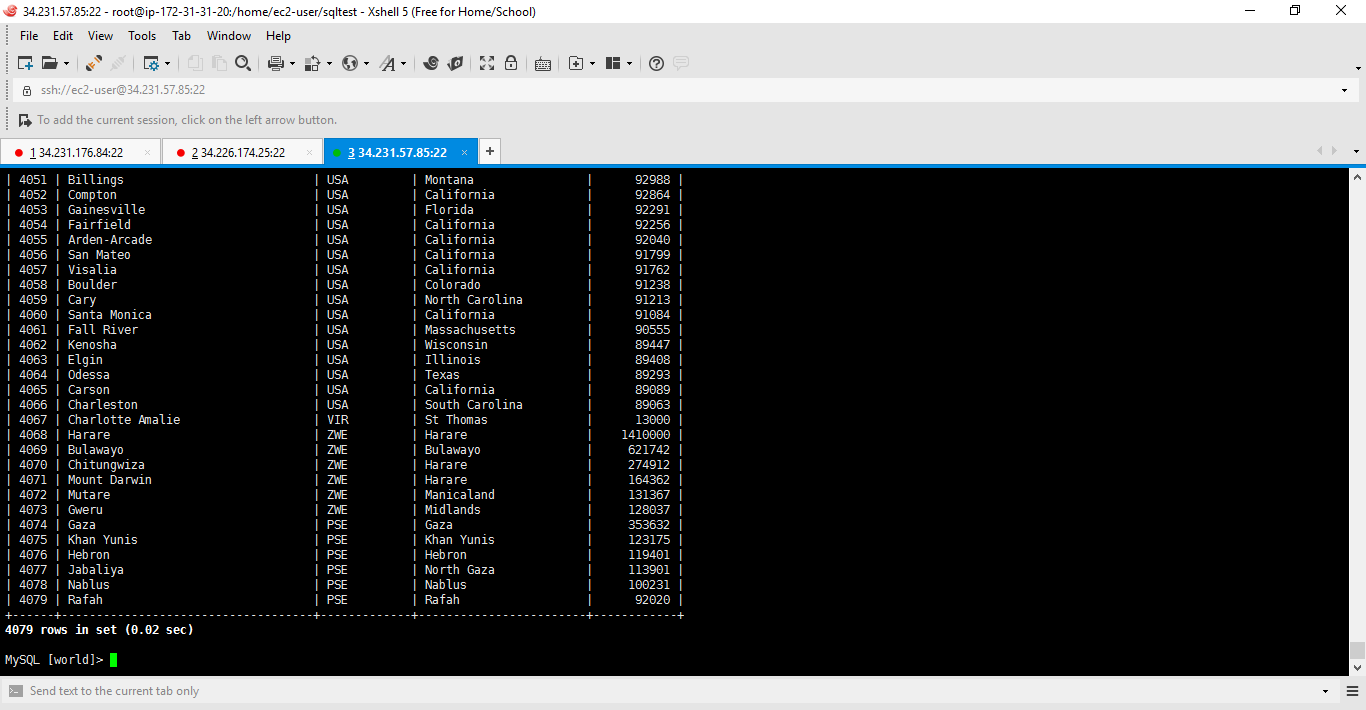 34.231.57.85:22 - root@ip-172-31-31-20:/home/ec2-user/sqltest - Xshell 5 (Free for Home/School)
File Edit View Tools Tab Window Help
ssh://ec2-user@34.231.57.85:22
To add the current session, click on the left arrow button.
1 34.231.176.84:22 × 2 34.226.174.25:22 × 3 34.231.57.85:22 × +
| 4051 | Billings | USA | Montana | 92988 |
| 4052 | Compton | USA | California | 92864 |
| 4053 | Gainesville | USA | Florida | 92291 |
| 4054 | Fairfield | USA | California | 92256 |
| 4055 | Arden-Arcade | USA | California | 92040 |
| 4056 | San Mateo | USA | California | 91799 |
| 4057 | Visalia | USA | California | 91762 |
| 4058 | Boulder | USA | Colorado | 91238 |
| 4059 | Cary | USA | North Carolina | 91213 |
| 4060 | Santa Monica | USA | California | 91084 |
| 4061 | Fall River | USA | Massachusetts | 90555 |
| 4062 | Kenosha | USA | Wisconsin | 89447 |
| 4063 | Elgin | USA | Illinois | 89408 |
| 4064 | Odessa | USA | Texas | 89293 |
| 4065 | Carson | USA | California | 89089 |
| 4066 | Charleston | USA | South Carolina | 89063 |
| 4067 | Charlotte Amalie | VIR | St Thomas | 13000 |
| 4068 | Harare | ZWE | Harare | 1410000 |
| 4069 | Bulawayo | ZWE | Bulawayo | 621742 |
| 4070 | Chitungwiza | ZWE | Harare | 274912 |
| 4071 | Mount Darwin | ZWE | Harare | 164362 |
| 4072 | Mutare | ZWE | Manicaland | 131367 |
| 4073 | Gweru | ZWE | Midlands | 128037 |
| 4074 | Gaza | PSE | Gaza | 353632 |
| 4075 | Khan Yunis | PSE | Khan Yunis | 123175 |
| 4076 | Hebron | PSE | Hebron | 119401 |
| 4077 | Jabaliya | PSE | North Gaza | 113901 |
| 4078 | Nablus | PSE | Nablus | 100231 |
| 4079 | Rafah | PSE | Rafah | 92020 |
+------+------------------------------------+-------------+------------------------+------------+
4079 rows in set (0.02 sec)
MySQL [world]>
Send text to the current tab only